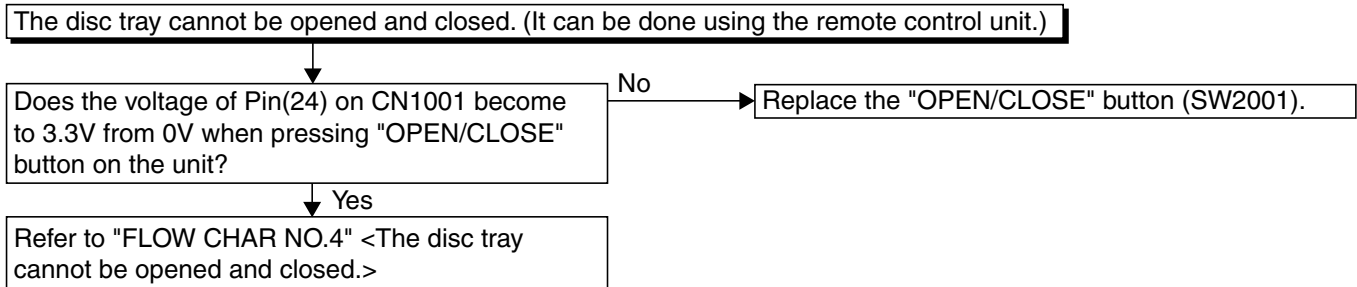 The disc tray cannot be opened and closed. (It can be done using the remote control unit.)
Does the voltage of Pin(24) on CN1001 become
to 3.3V from 0V when pressing "OPEN/CLOSE"
button on the unit?
No
Replace the "OPEN/CLOSE" button (SW2001).
Yes
Refer to "FLOW CHAR NO.4" <The disc tray
cannot be opened and closed.>